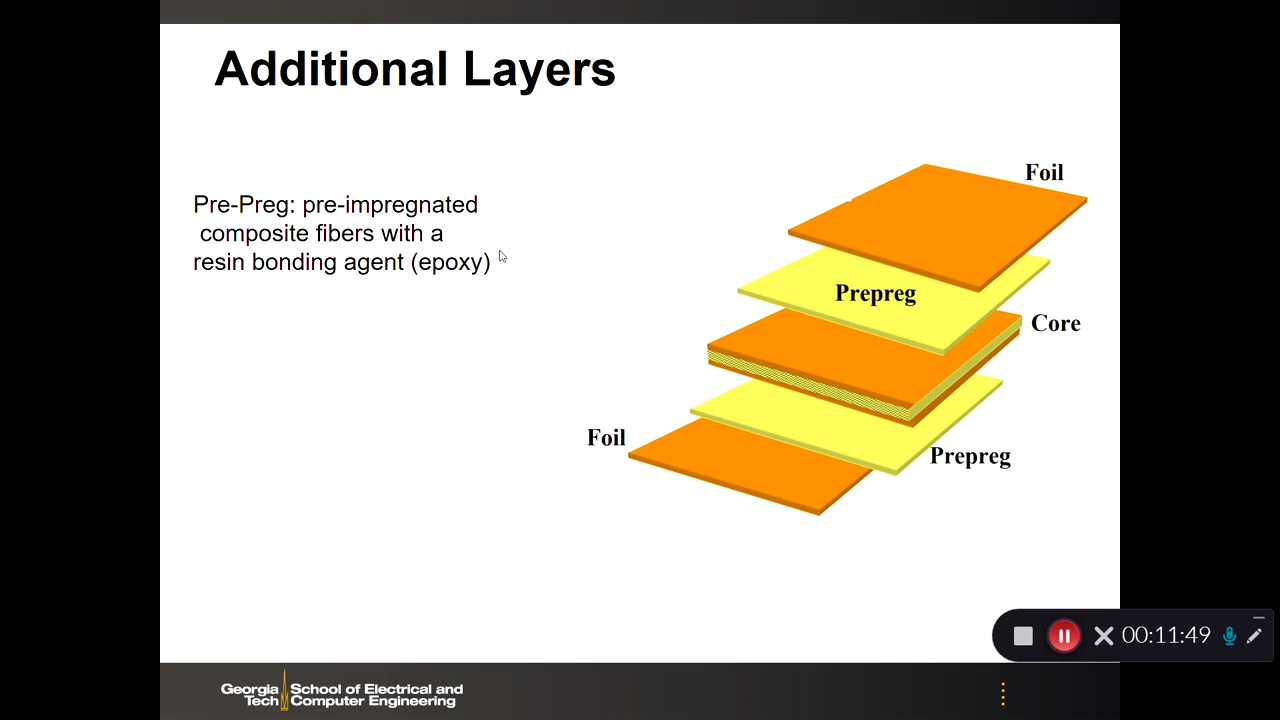 Additional Layers
Pre-Preg: pre-impregnated
composite fibers with a
resin bonding agent (epoxy)
Foil
Prepreg
Core
Foil
Prepreg
00:11:49
Georgia Tech
School of Electrical and
Computer Engineering